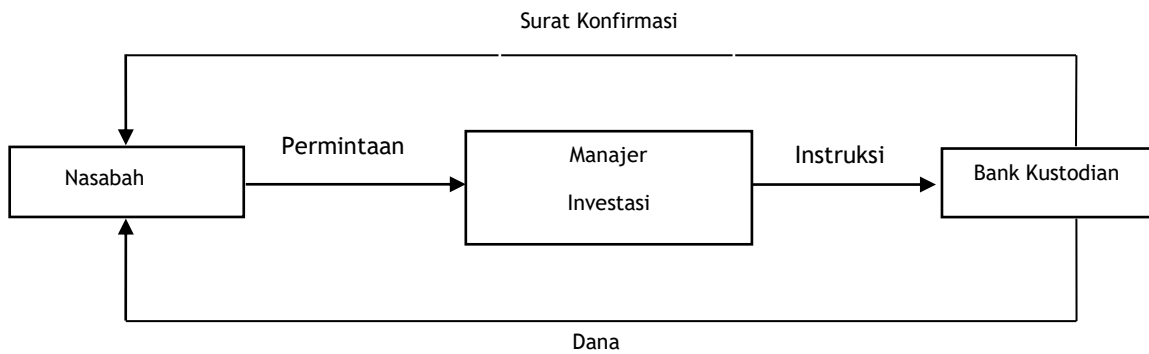 Surat Konfirmasi
Permintaan
Manajer
Investasi
Instruksi
Nasabah
Bank Kustodian
Dana